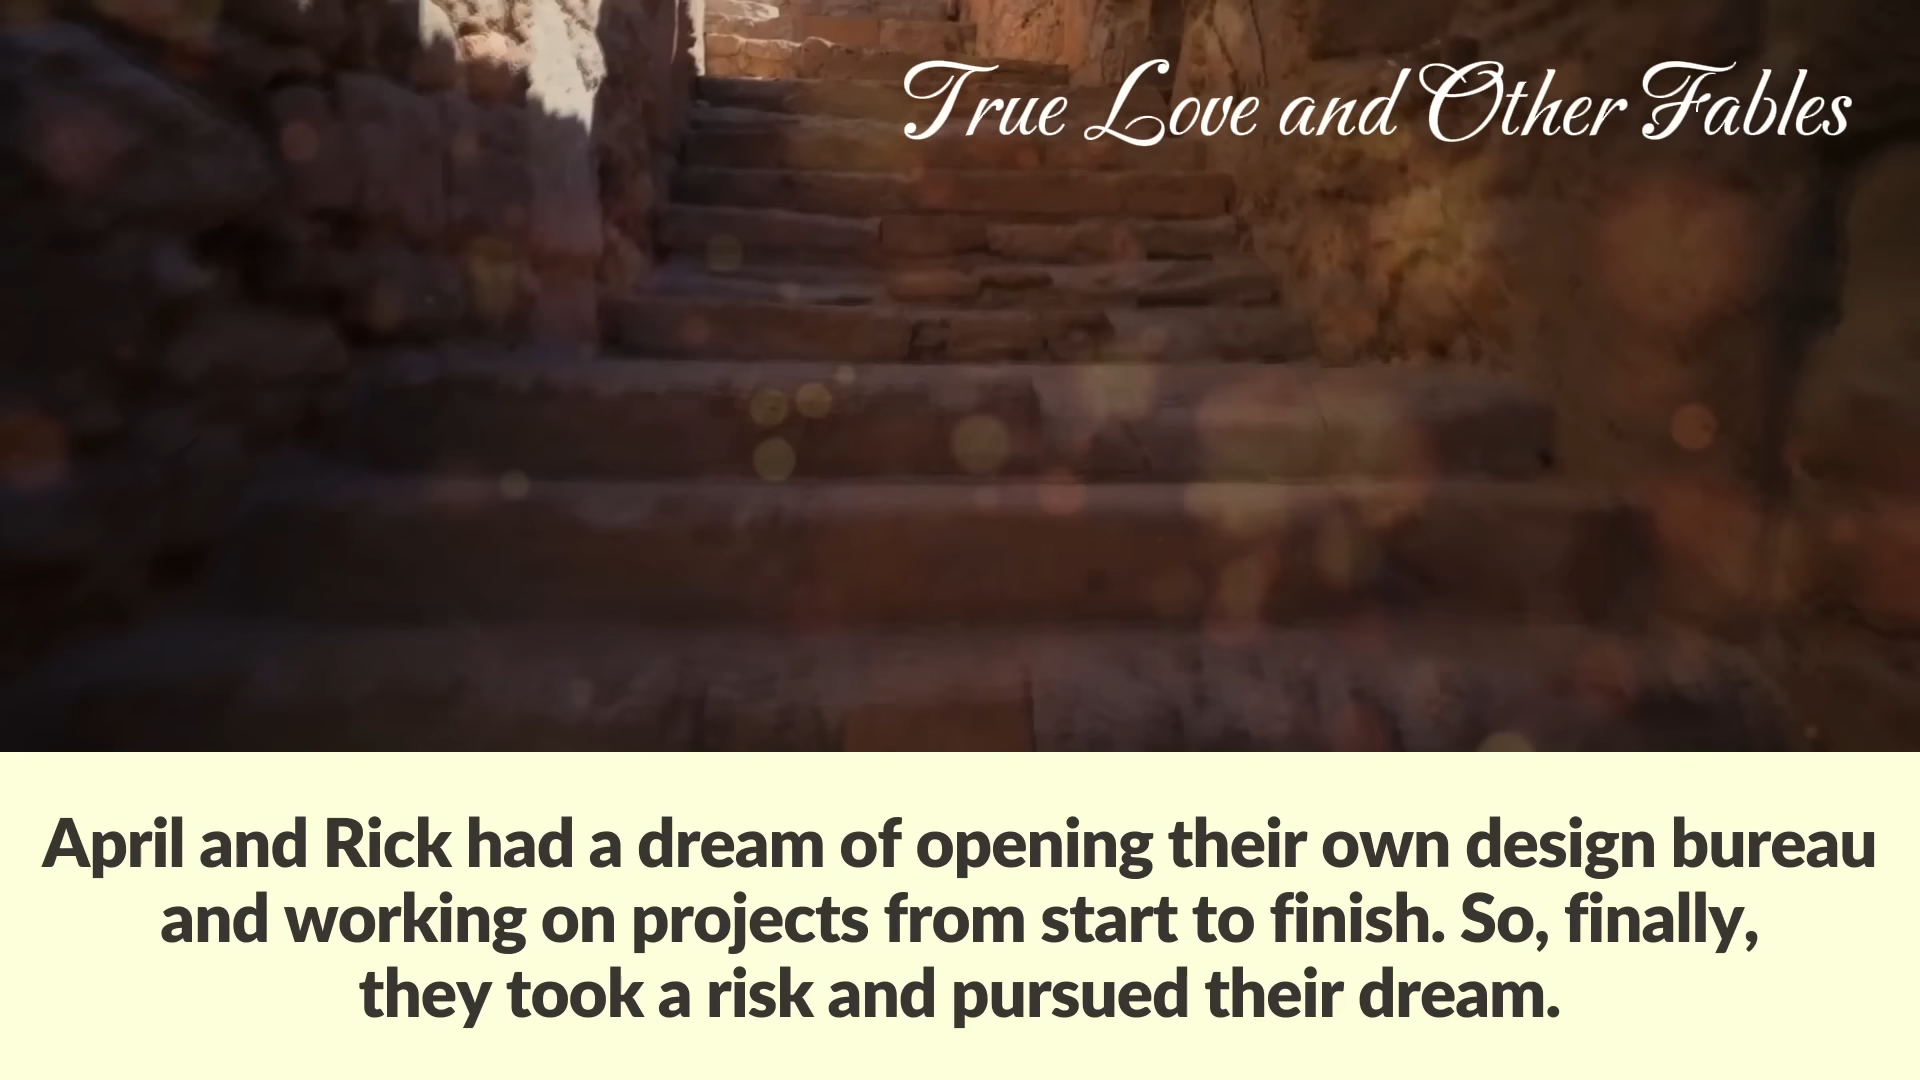 True Love and Other Fables
April and Rick had a dream of opening their own design bureau
and working on projects from start to finish. So, finally,
they took a risk and pursued their dream.